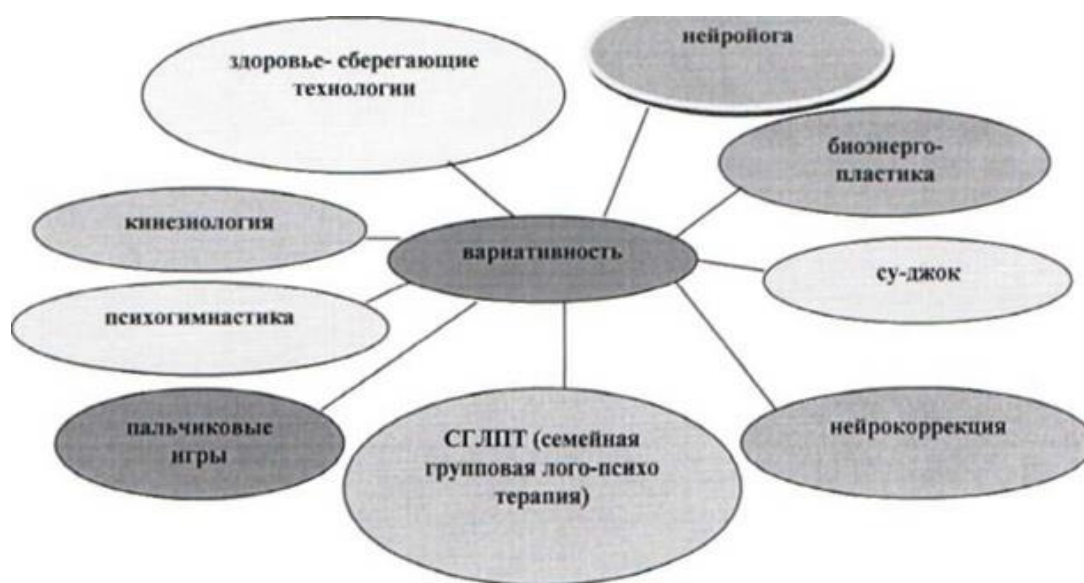 нейройога
здоровье- сберегающие
технологии
биоэнерго-
пластика
кинезиология
вариативность
су-джок
психогимнастика
пальчиковые
игры
СГЛПТ (семейная
групповая лого-психо
терапия)
нейрокоррекция